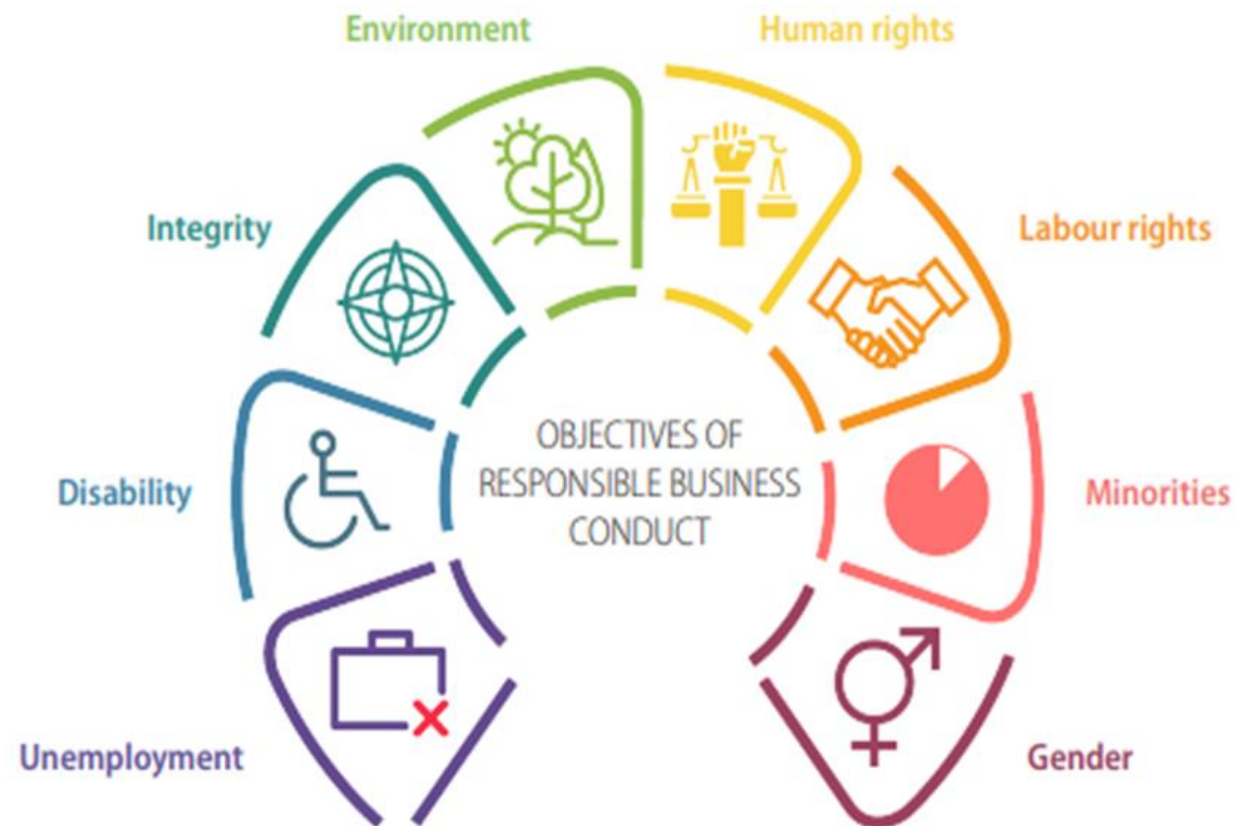 Environment
Human rights
Integrity
Labour rights
Disability
OBJECTIVES OF
RESPONSIBLE BUSINESS
CONDUCT
Minorities
Unemployment
Gender